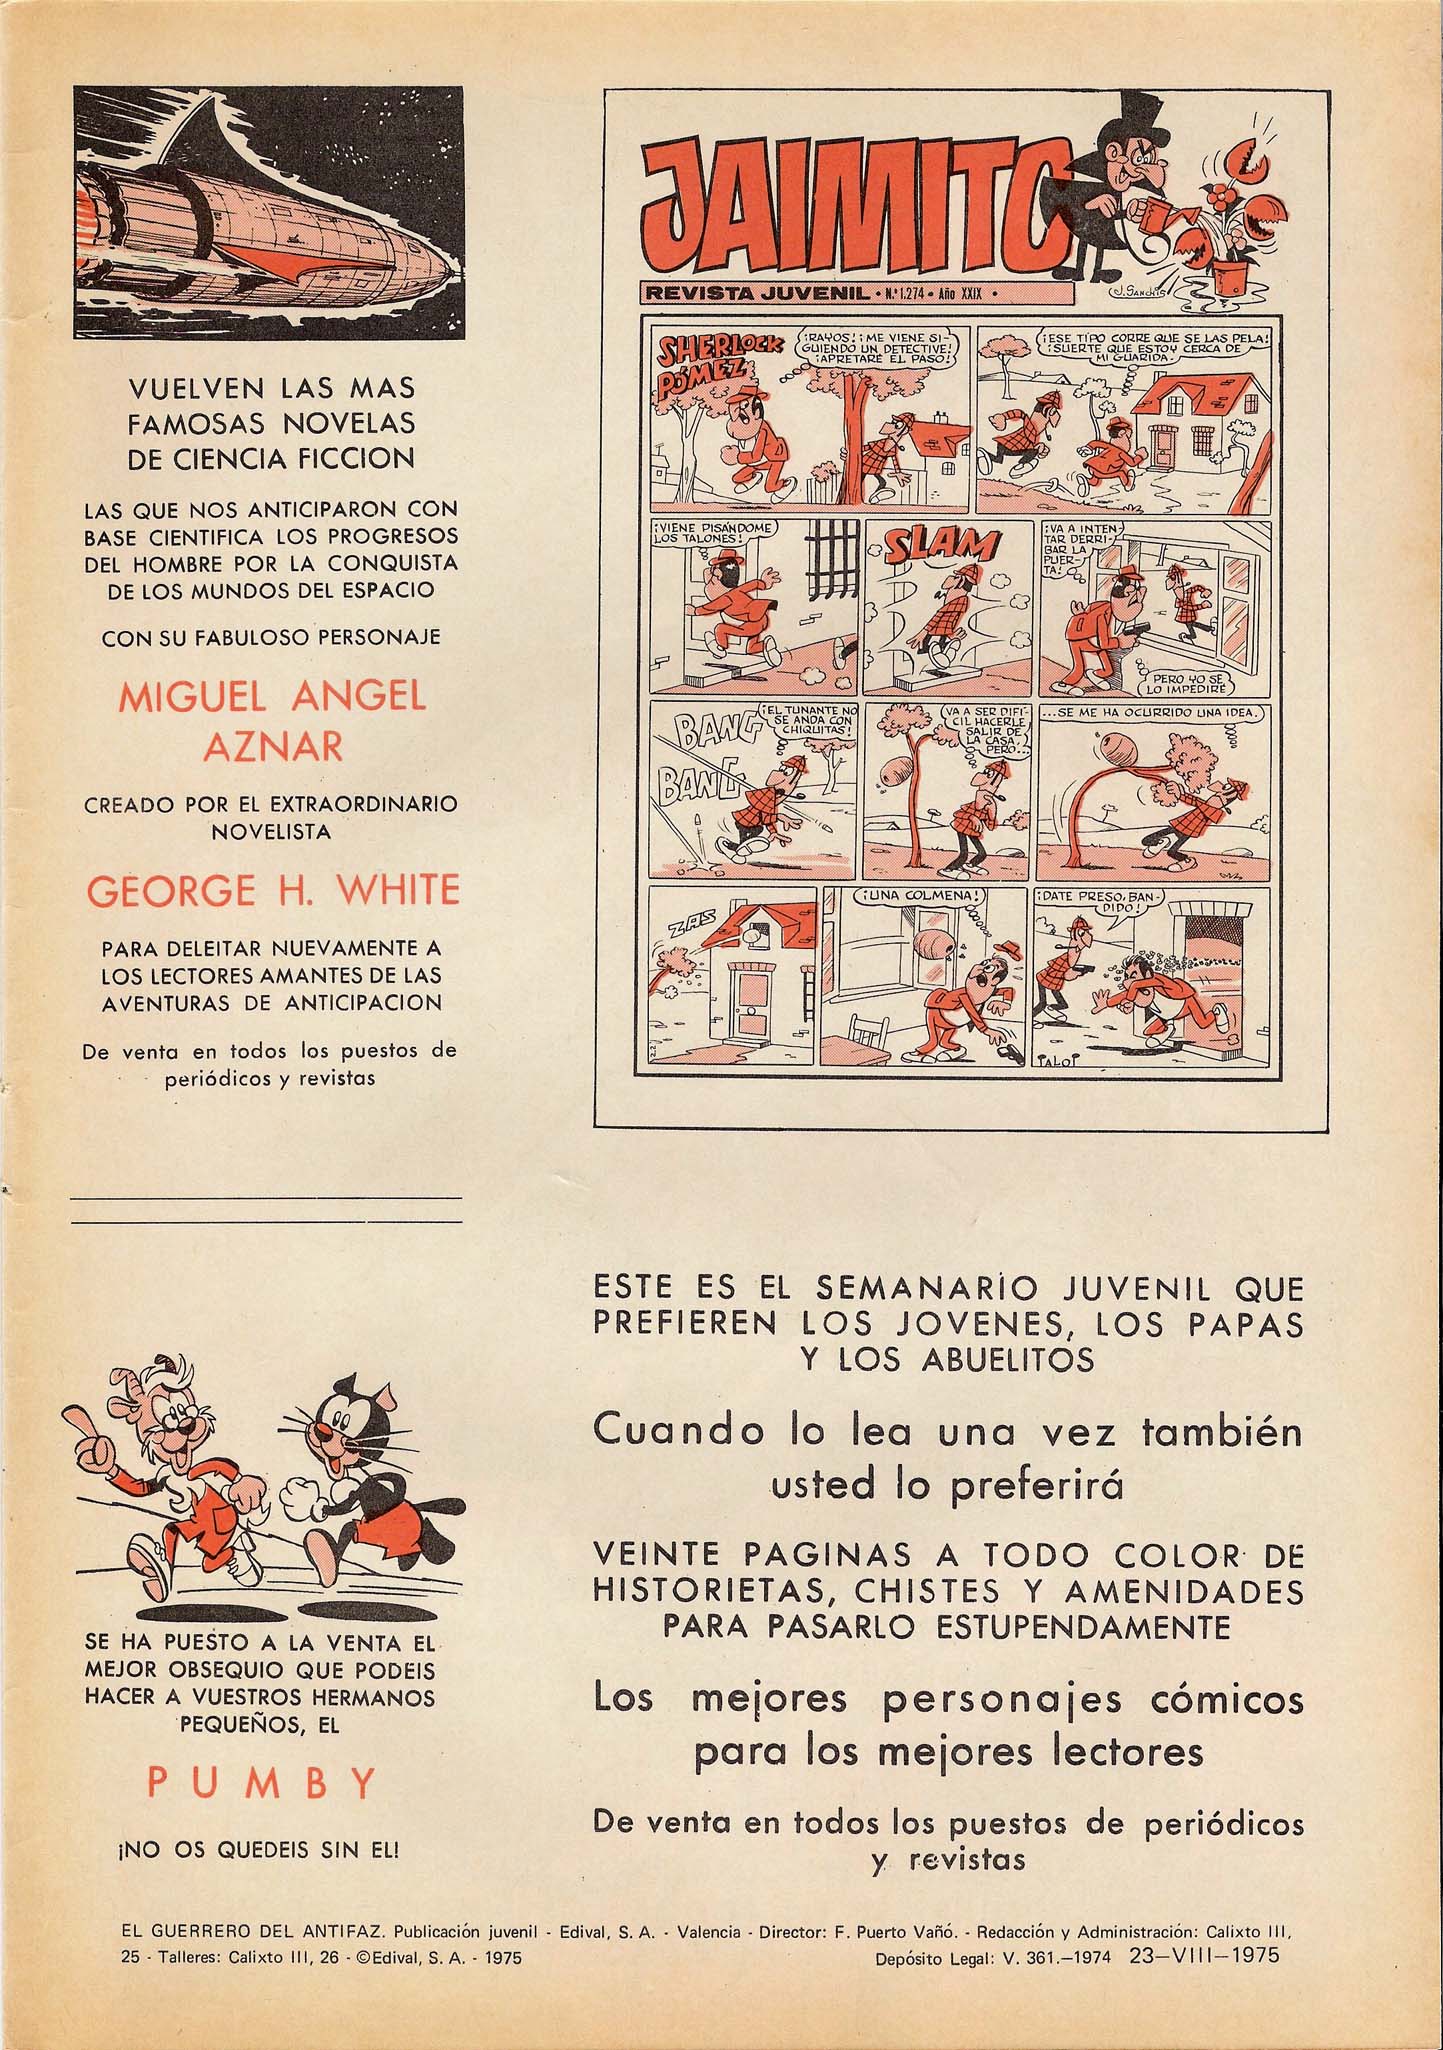 VUELVEN LAS MAS
FAMOSAS NOVELAS
DE CIENCIA FICCION
LAS QUE NOS ANTICIPARON CON
BASE CIENTIFICA LOS PROGRESOS
DEL HOMBRE POR LA CONQUISTA
DE LOS MUNDOS DEL ESPACIO
CON SU FABULOSO PERSONAJE
MIGUEL ANGEL
AZNAR
CREADO POR EL EXTRAORDINARIO
NOVELISTA
GEORGE H. WHITE
PARA DELEITAR NUEVAMENTE A
LOS LECTORES AMANTES DE LAS
AVENTURAS DE ANTICIPACION
De venta en todos los puestos de
periódicos y revistas
SE HA PUESTO A LA VENTA EL
MEJOR OBSEQUIO QUE PODEIS
HACER A VUESTROS HERMANOS
PEQUEÑOS, EL
PUMBY
¡NO OS QUEDEIS SIN EL!
JAIMITO
REVISTA JUVENIL • N.º 1.274 • Año XXIX •
J. SANCHIS
SHERLOCK
PÓMEZ
¡RAYOS! ¡ME VIENE SI-
GUIENDO UN DETECTIVE!
¡APRETARÉ EL PASO!
¡ESE TIPO CORRE QUE SE LAS PELA!
¡SUERTE QUE ESTOY CERCA DE
MI GUARIDA!
¡VIENE PISÁNDOME
LOS TALONES!
SLAM
¡VA A INTEN-
TAR DERRI-
BAR LA
PUER-
TA!
PERO YO SE
LO IMPEDIRÉ
BANG
BANG
¡EL TUNANTE NO
SE ANDA CON
CHIQUITAS!
VA A SER DIFÍ-
CIL HACERLE
SALIR DE
LA CASA.
PERO...
...SE ME HA OCURRIDO UNA IDEA.
ZAS
¡UNA COLMENA!
¡DATE PRESO, BAN-
DIDO!
PALOP
ESTE ES EL SEMANARIO JUVENIL QUE
PREFIEREN LOS JOVENES, LOS PAPAS
Y LOS ABUELITOS
Cuando lo lea una vez también
usted lo preferirá
VEINTE PAGINAS A TODO COLOR DE
HISTORIETAS, CHISTES Y AMENIDADES
PARA PASARLO ESTUPENDAMENTE
Los mejores personajes cómicos
para los mejores lectores
De venta en todos los puestos de periódicos
y revistas
EL GUERRERO DEL ANTIFAZ. Publicación juvenil - Edival, S. A. - Valencia - Director: F. Puerto Vañó. - Redacción y Administración: Calixto III,
25 - Talleres: Calixto III, 26 - ©Edival, S. A. - 1975 Depósito Legal: V. 361.-1974 23-VIII-1975